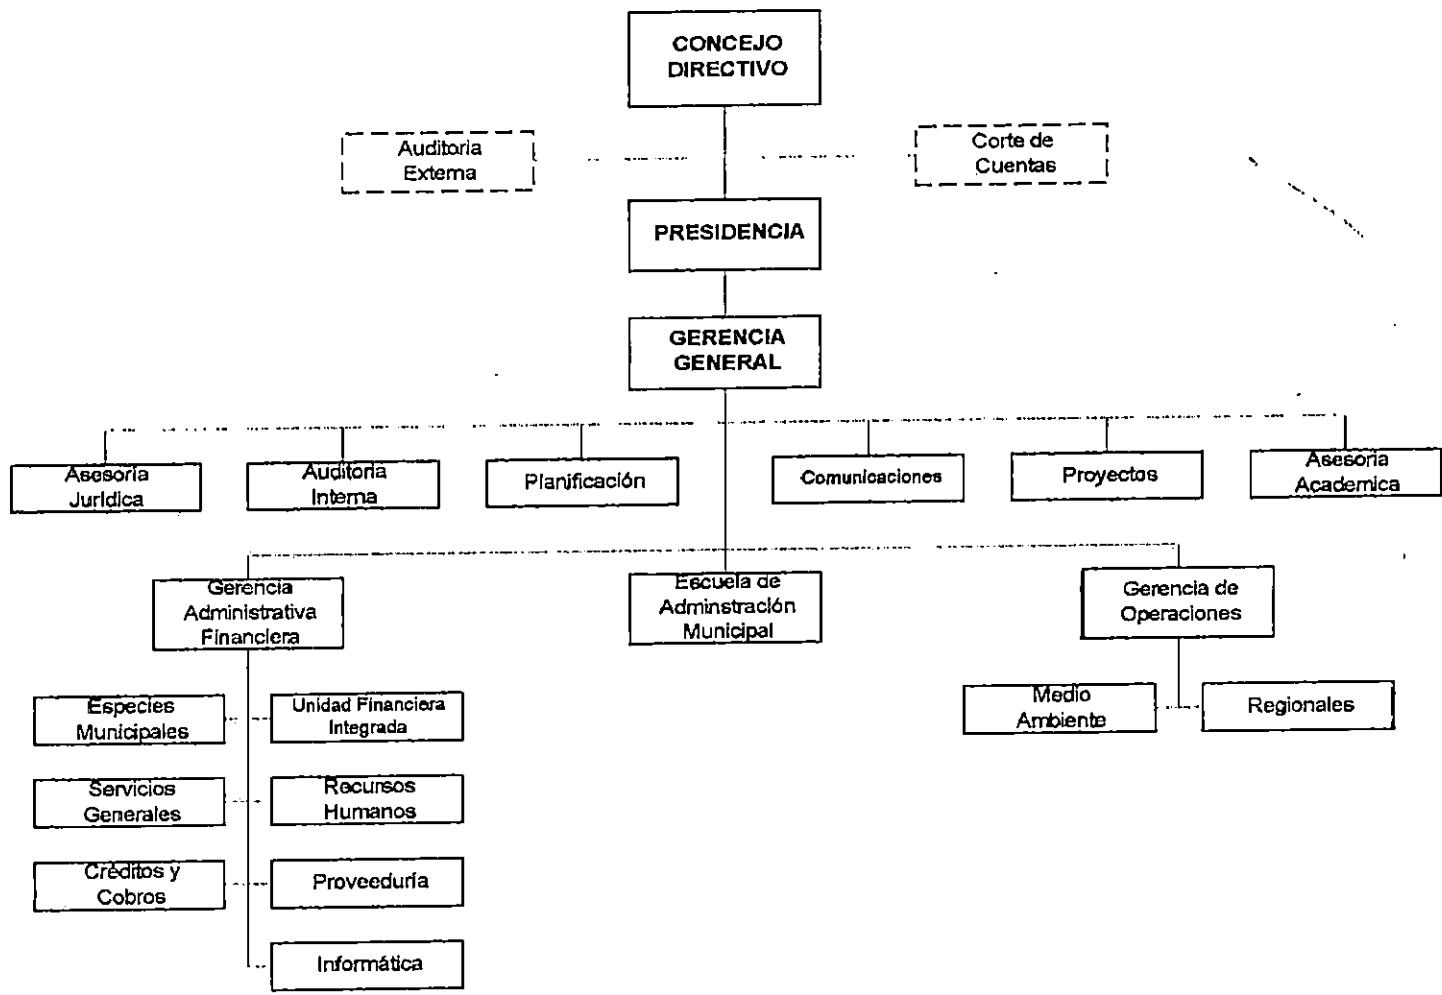 CONCEJO
DIRECTIVO
Auditoria
Externa
Corte de
Cuentas
PRESIDENCIA
GERENCIA
GENERAL
Asesoria
Jurídica
Auditoria
Interna
Planificación
Comunicaciones
Proyectos
Asesoria
Academica
Gerencia
Administrativa
Financiera
Escuela de
Adminstración
Municipal
Gerencia de
Operaciones
Especies
Municipales
Unidad Financiera
Integrada
Medio
Ambiente
Regionales
Servicios
Generales
Recursos
Humanos
Créditos y
Cobros
Proveeduría
Informática